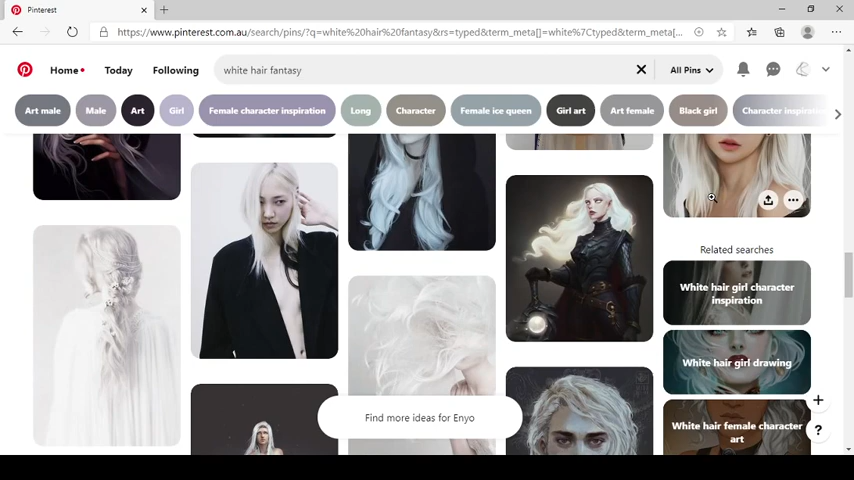 Pinterest
https://www.pinterest.com.au/search/pins/?q=white%20hair%20fantasy&rs=typed&term_meta[]=white%7Ctyped&term_meta...
Home
Today
Following
white hair fantasy
All Pins
Art male
Male
Art
Girl
Female character inspiration
Long
Character
Female ice queen
Girl art
Art female
Black girl
Character inspiration
Related searches
White hair girl character
inspiration
White hair girl drawing
White hair female character
art
Find more ideas for Enyo